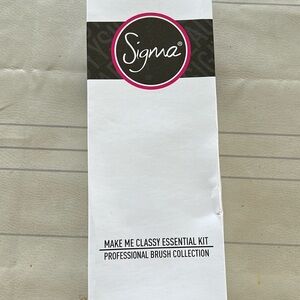 Sigma®
MAKE ME CLASSY ESSENTIAL KIT
PROFESSIONAL BRUSH COLLECTION